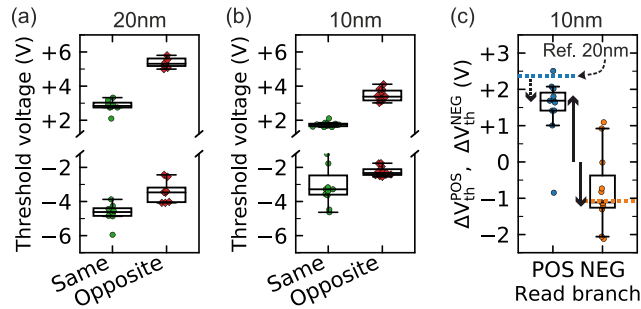 (a)
20nm
Threshold voltage (V)
+6
+4
+2
−2
−4
−6
Same
Opposite
(b)
10nm
Threshold voltage (V)
+6
+4
+2
−2
−4
−6
Same
Opposite
(c)
10nm
ΔV_th^POS, ΔV_th^NEG (V)
+3
+2
+1
0
−1
−2
Ref. 20nm
POS NEG
Read branch